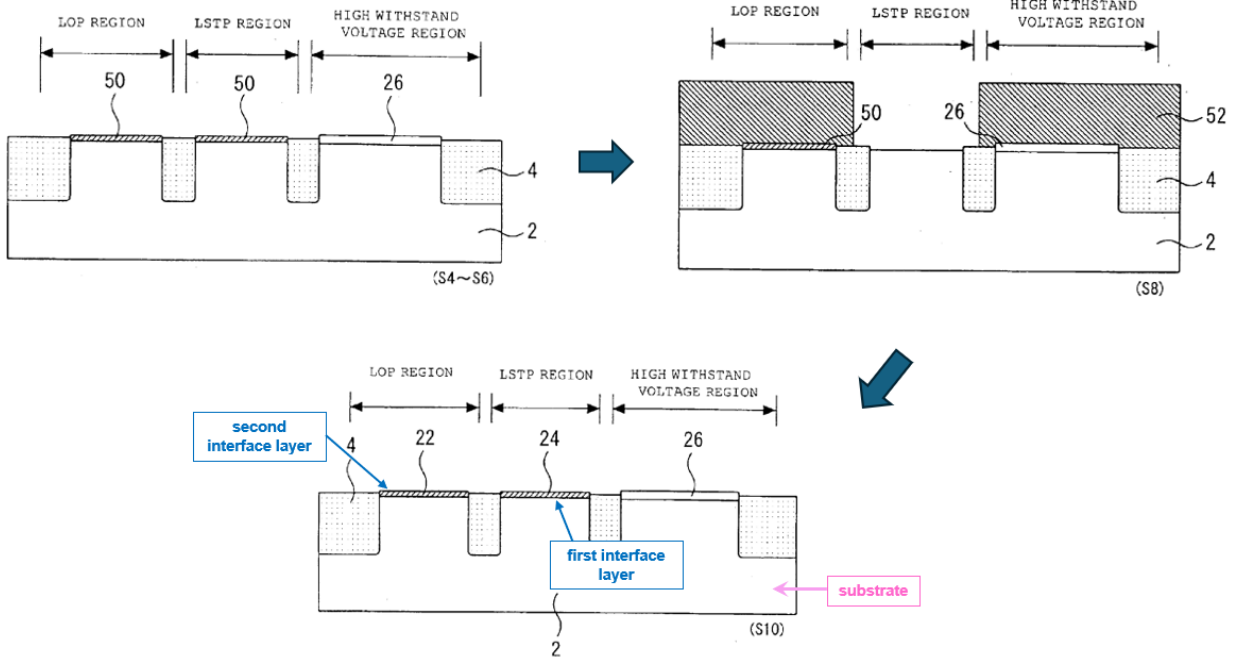 LOP REGION
LSTP REGION
HIGH WITHSTAND
VOLTAGE REGION
50
50
26
4
2
(S4~S6)
LOP REGION
LSTP REGION
HIGH WITHSTAND
VOLTAGE REGION
50
26
52
4
2
(S8)
LOP REGION
LSTP REGION
HIGH WITHSTAND
VOLTAGE REGION
second
interface layer
4
22
24
26
first interface
layer
substrate
2
(S10)